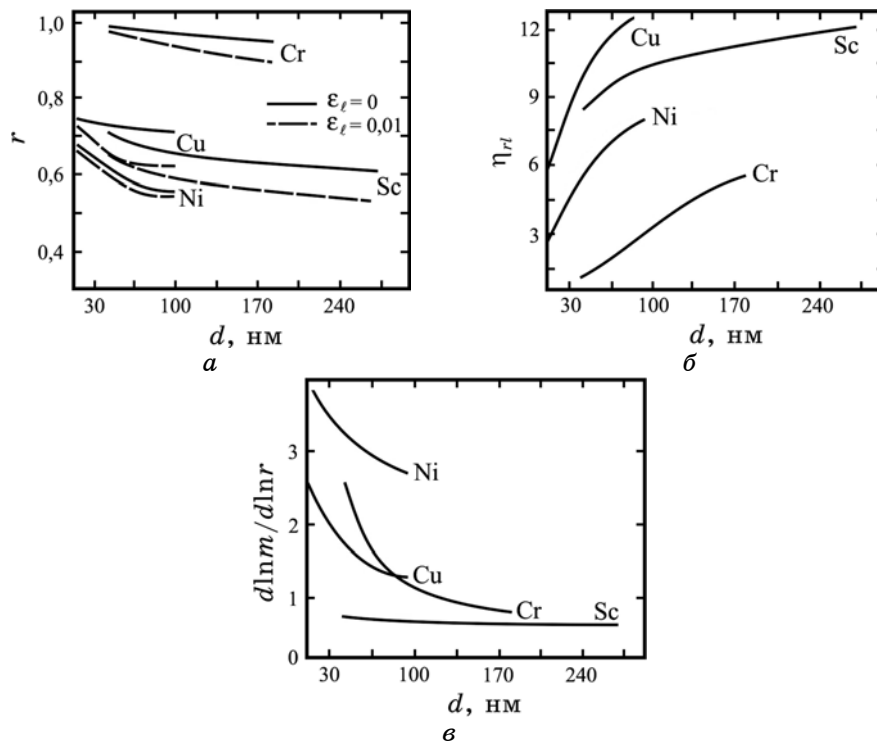 1,0
0,8
0,6
0,4
r
Cr
Cu
Ni
Sc
ε_ℓ = 0
ε_ℓ = 0,01
30 100 170 240
d, нм
а
12
9
6
3
η_rl
Cu
Sc
Ni
Cr
30 100 170 240
d, нм
б
3
2
1
0
dlnm/dlnr
Ni
Cu
Cr
Sc
30 100 170 240
d, нм
в